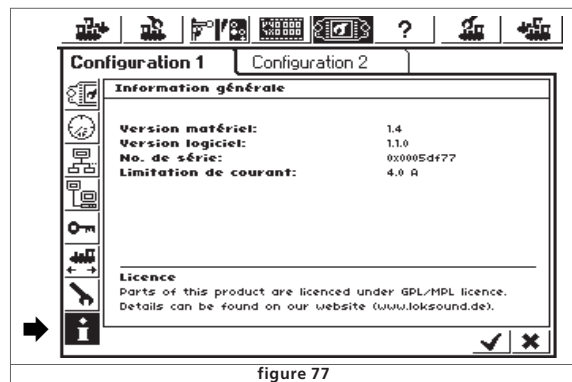 ?
Configuration 1
Configuration 2
Information générale
Version matériel: 1.4
Version logiciel: 1.1.0
No. de série: 0x0005df77
Limitation de courant: 4.0 A
Licence
Parts of this product are licenced under GPL/MPL licence.
Details can be found on our website (www.loksound.de).
i
figure 77